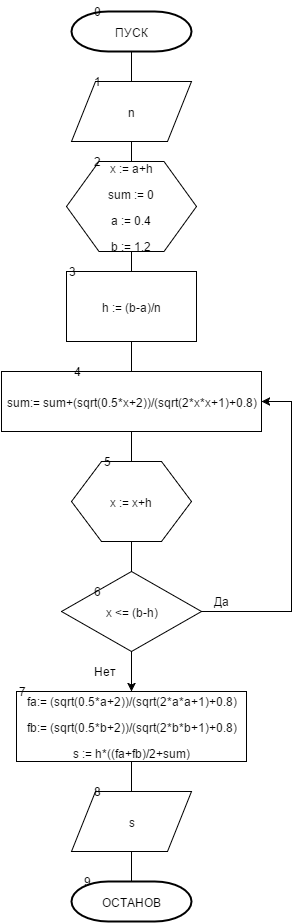 0
ПУСК
1
n
2
x := a+h
sum := 0
a := 0.4
b := 1.2
3
h := (b-a)/n
4
sum:= sum+(sqrt(0.5*x+2))/(sqrt(2*x*x+1)+0.8)
5
x := x+h
6
x <= (b-h)
Да
Нет
7
fa:= (sqrt(0.5*a+2))/(sqrt(2*a*a+1)+0.8)
fb:= (sqrt(0.5*b+2))/(sqrt(2*b*b+1)+0.8)
s := h*((fa+fb)/2+sum)
8
s
9
ОСТАНОВ